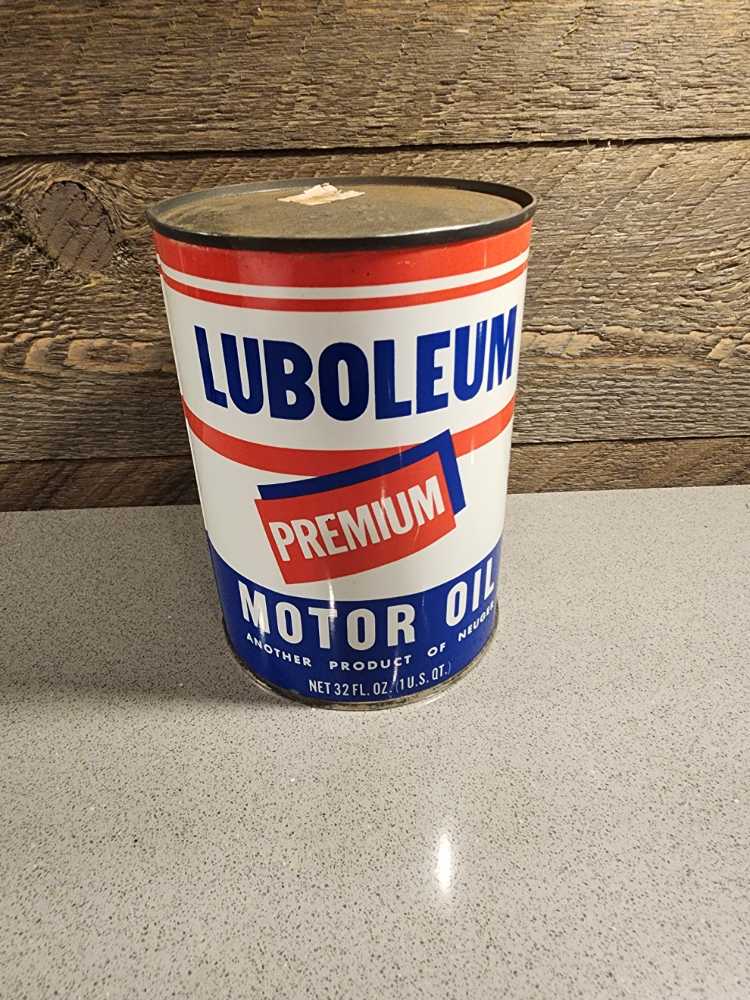 LUBOLEUM
PREMIUM
MOTOR OIL
ANOTHER PRODUCT OF
NET 32 FL. OZ. (1 U.S. QT.)